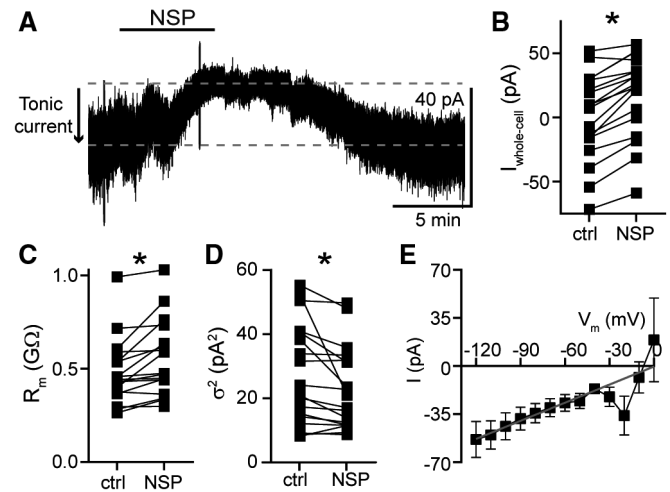 A
NSP
Tonic
current
40 pA
5 min
B
*
I whole-cell (pA)
50
0
-50
ctrl NSP
C
*
R m (GΩ)
1.0
0.5
0.0
ctrl NSP
D
*
σ² (pA²)
60
40
20
0
ctrl NSP
E
I (pA)
70
35
0
-35
-70
V m (mV)
-120 -90 -60 -30 0